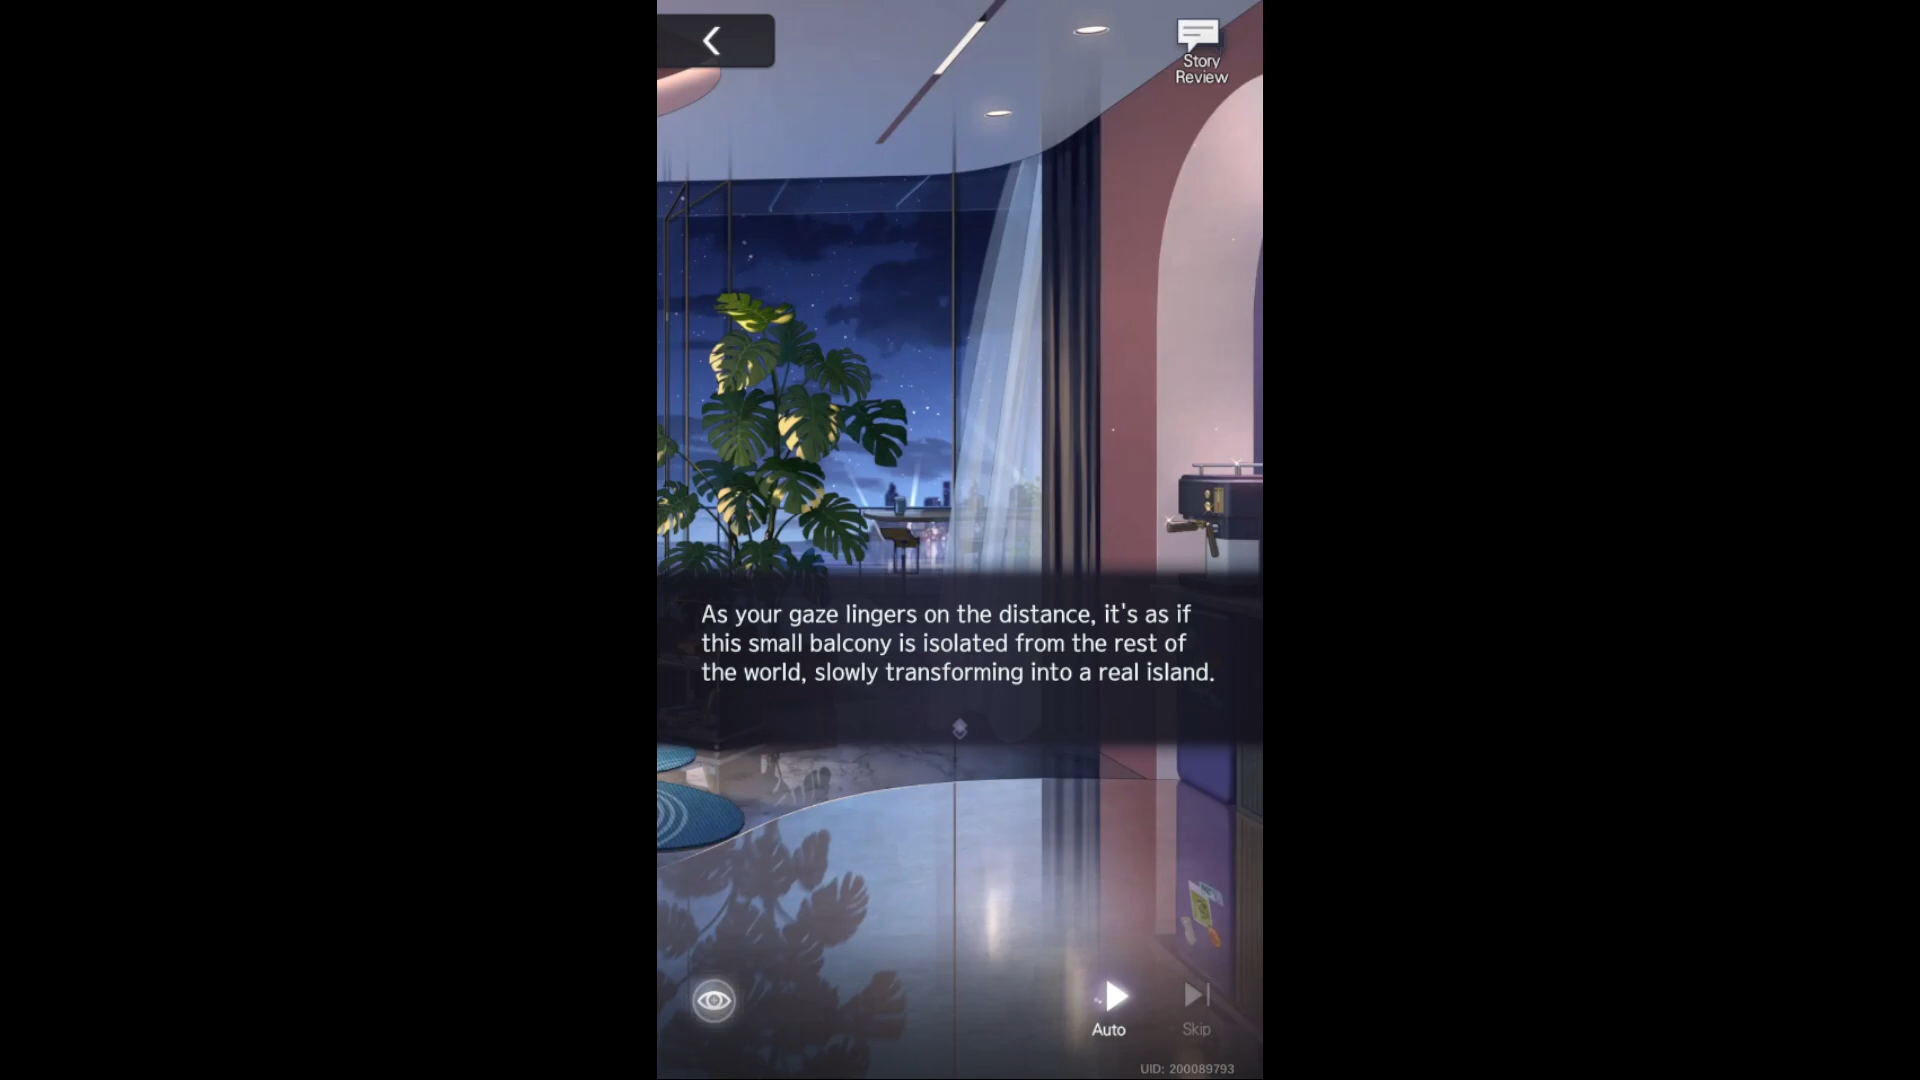 Story
Review
As your gaze lingers on the distance, it's as if
this small balcony is isolated from the rest of
the world, slowly transforming into a real island.
Auto
Skip
UID: 200089793